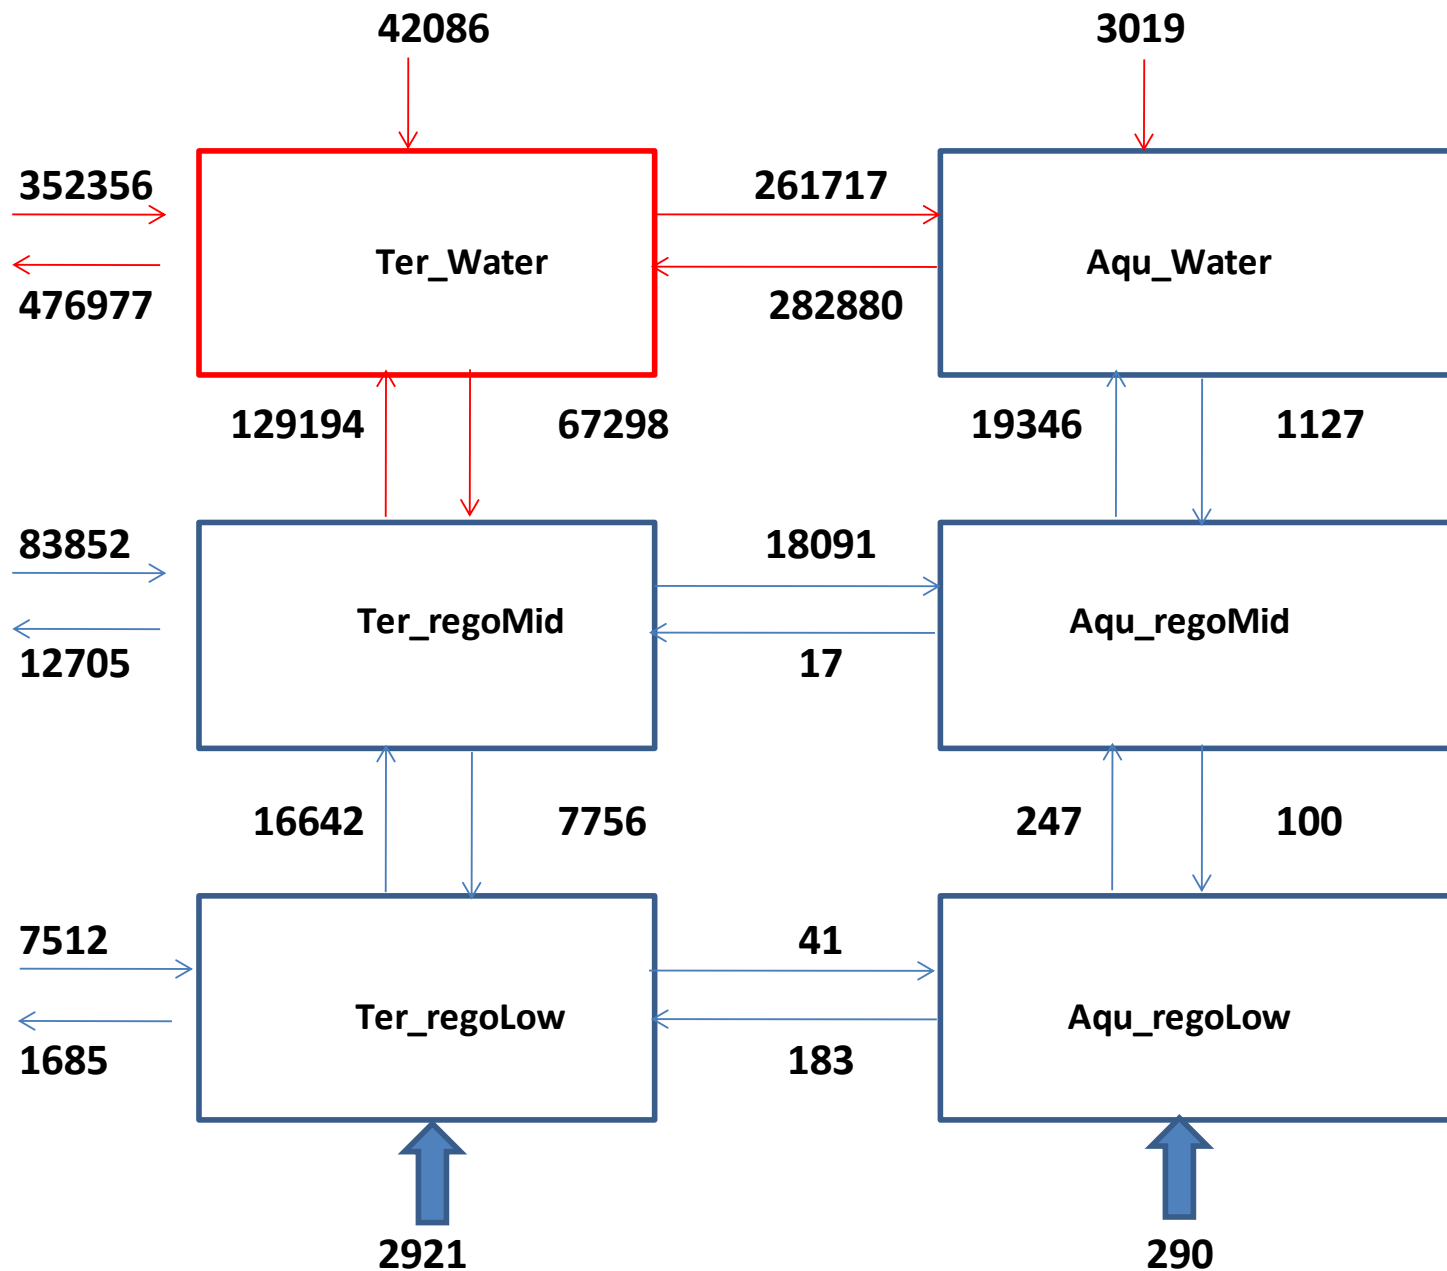 42086 3019
352356 261717
Ter_Water Aqu_Water
476977 282880
129194 67298 19346 1127
83852 18091
Ter_regoMid Aqu_regoMid
12705 17
16642 7756 247 100
7512 41
Ter_regoLow Aqu_regoLow
1685 183
2921 290